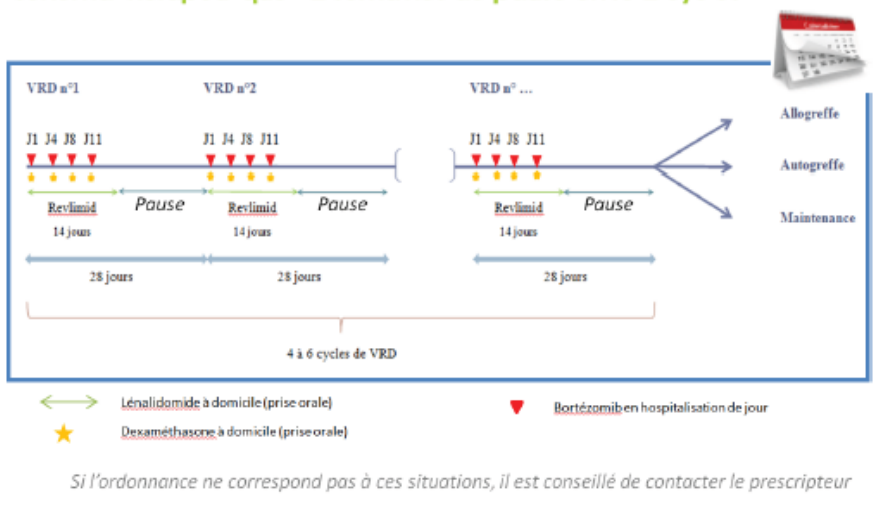 VRD n°1 VRD n°2 VRD n° ...
Allogreffe
J1 J4 J8 J11 J1 J4 J8 J11 J1 J4 J8 J11
Autogreffe
Revlimid Pause Revlimid Pause Revlimid Pause
Maintenance
14 jours 14 jours 14 jours
28 jours 28 jours 28 jours
4 à 6 cycles de VRD
Lénalidomide à domicile (prise orale) Bortézomib en hospitalisation de jour
Dexaméthasone à domicile (prise orale)
Si l'ordonnance ne correspond pas à ces situations, il est conseillé de contacter le prescripteur